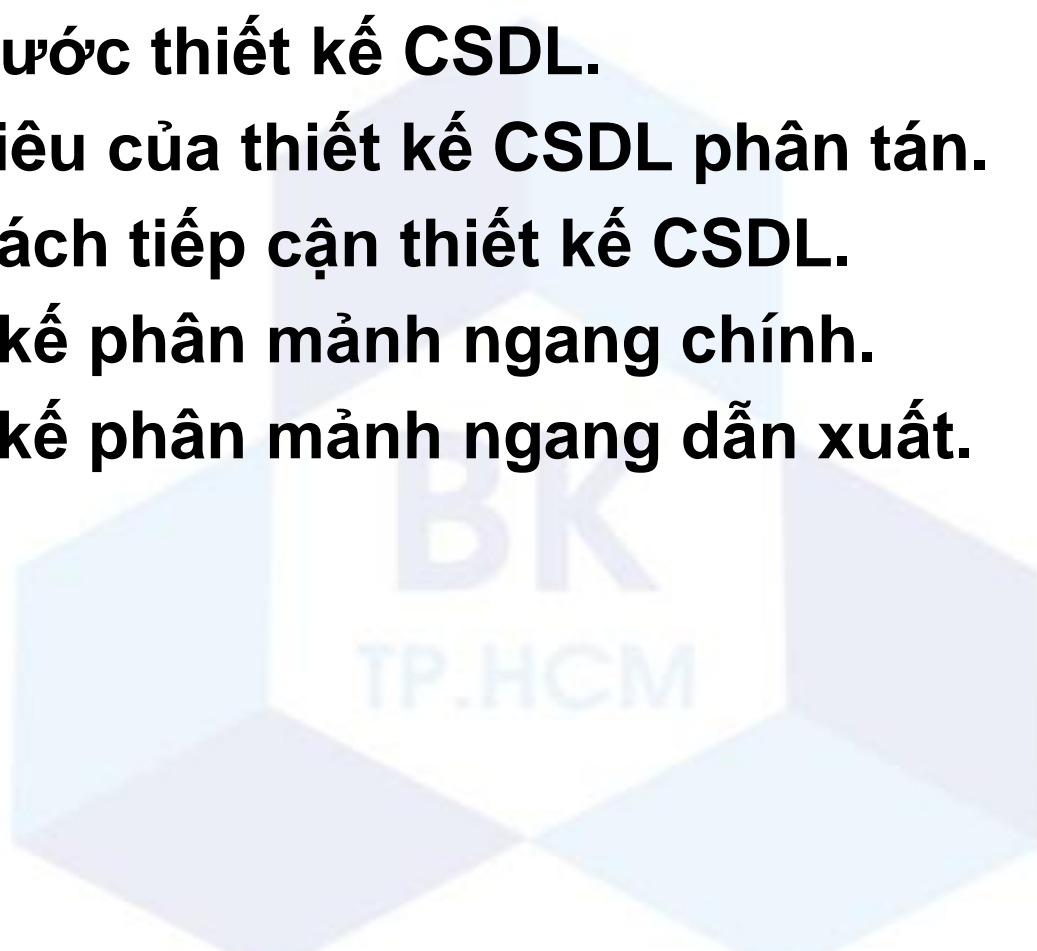 ước thiết kế CSDL.
iêu của thiết kế CSDL phân tán.
ách tiếp cận thiết kế CSDL.
kế phân mảnh ngang chính.
kế phân mảnh ngang dẫn xuất.
BK
TP.HCM